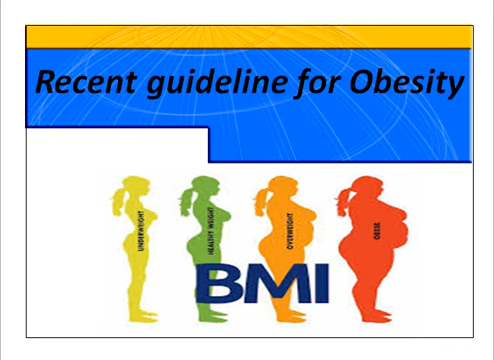 Recent guideline for Obesity
UNDERWEIGHT
HEALTHY WEIGHT
OVERWEIGHT
OBESE
BMI